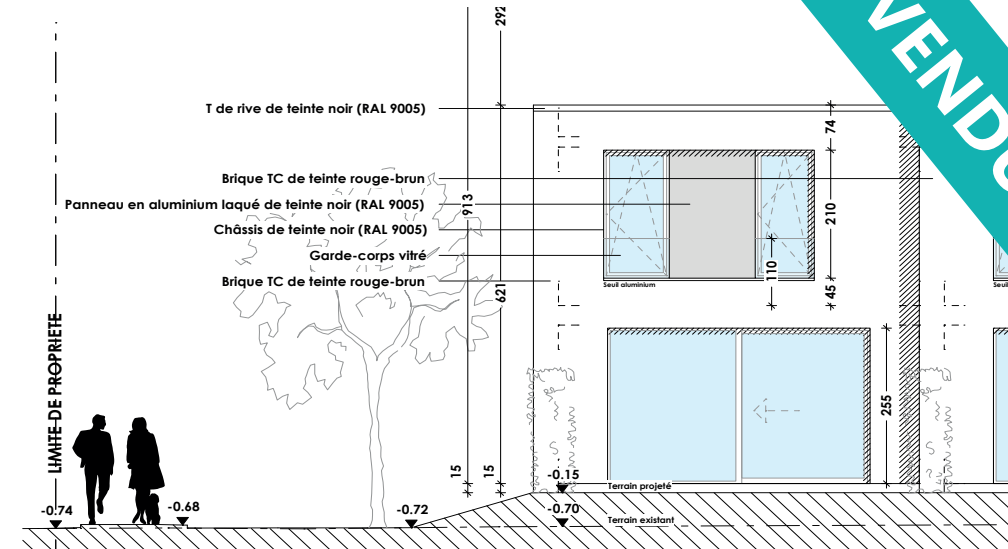 292
VENDU
T de rive de teinte noir (RAL 9005)
74
Brique TC de teinte rouge-brun
Panneau en aluminium laqué de teinte noir (RAL 9005)
913
210
Châssis de teinte noir (RAL 9005)
Garde-corps vitré
110
Brique TC de teinte rouge-brun
Seuil aluminium
Seuil
621
45
LIMITE DE PROPRIETE
255
15
15
-0.15
Terrain projeté
-0.74
-0.68
-0.72
-0.70
Terrain existant